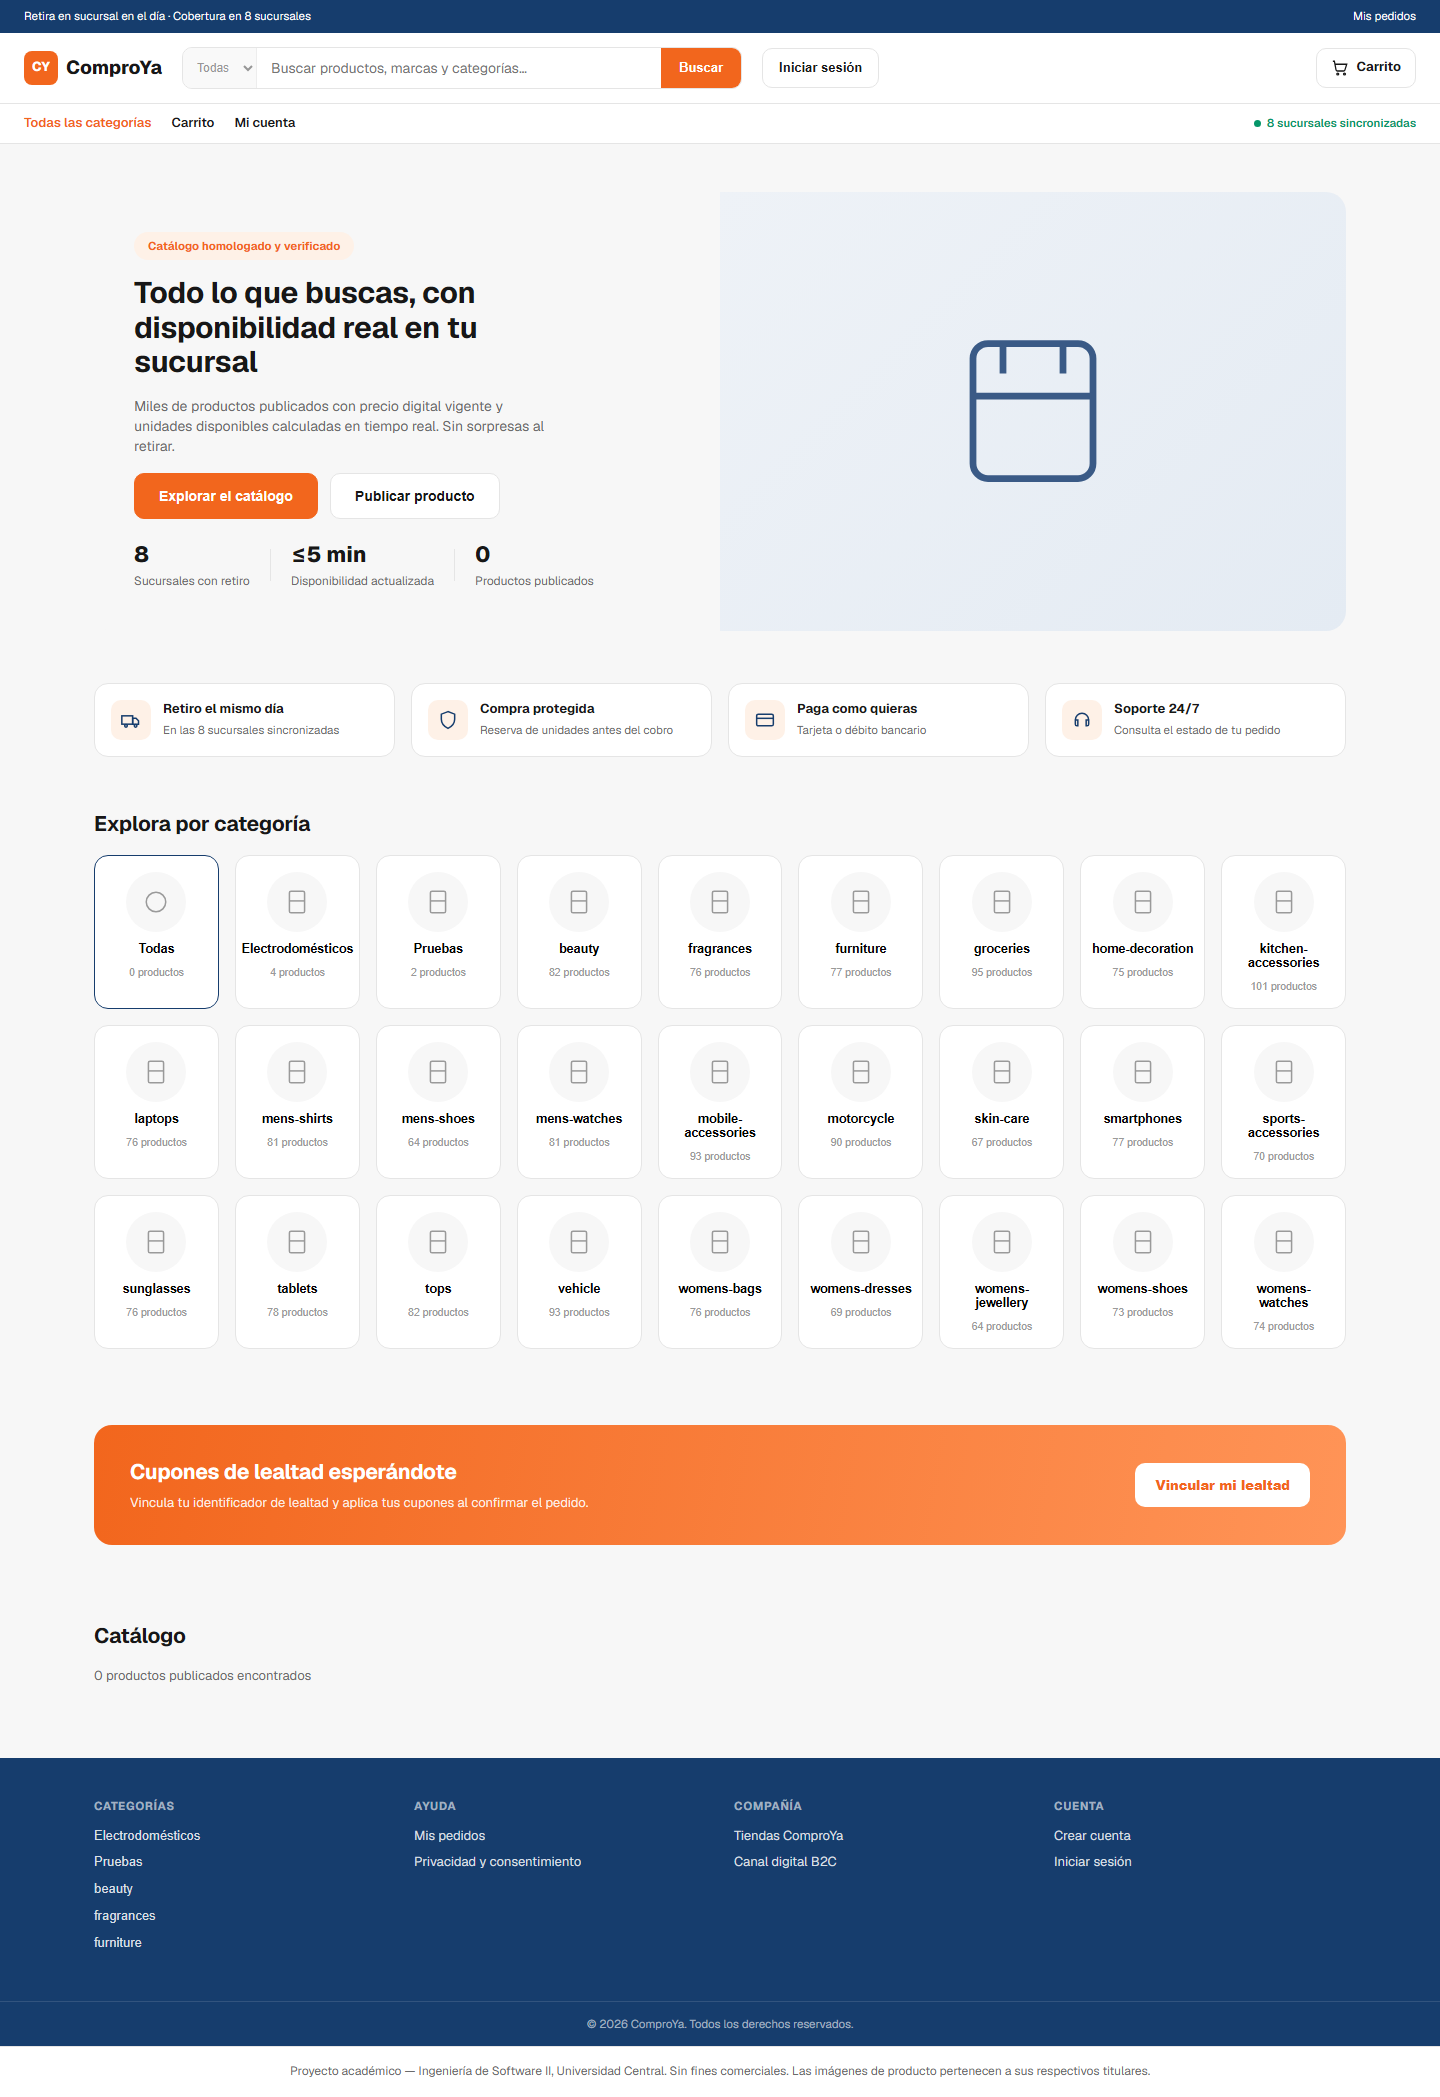 Retira en sucursal en el día · Cobertura en 8 sucursales
Mis pedidos
CY
ComproYa
Todas
Buscar productos, marcas y categorías...
Buscar
Iniciar sesión
Carrito
Todas las categorías
Carrito
Mi cuenta
8 sucursales sincronizadas
Catálogo homologado y verificado
Todo lo que buscas, con
disponibilidad real en tu
sucursal
Miles de productos publicados con precio digital vigente y
unidades disponibles calculadas en tiempo real. Sin sorpresas al
retirar.
Explorar el catálogo
Publicar producto
8
Sucursales con retiro
≤5 min
Disponibilidad actualizada
0
Productos publicados
Retiro el mismo día
En las 8 sucursales sincronizadas
Compra protegida
Reserva de unidades antes del cobro
Paga como quieras
Tarjeta o débito bancario
Soporte 24/7
Consulta el estado de tu pedido
Explora por categoría
Todas
0 productos
Electrodomésticos
4 productos
Pruebas
2 productos
beauty
82 productos
fragrances
76 productos
furniture
77 productos
groceries
95 productos
home-decoration
75 productos
kitchen-
accessories
101 productos
laptops
76 productos
mens-shirts
81 productos
mens-shoes
64 productos
mens-watches
81 productos
mobile-
accessories
93 productos
motorcycle
90 productos
skin-care
67 productos
smartphones
77 productos
sports-
accessories
70 productos
sunglasses
76 productos
tablets
78 productos
tops
82 productos
vehicle
93 productos
womens-bags
76 productos
womens-dresses
69 productos
womens-
jewellery
64 productos
womens-shoes
73 productos
womens-
watches
74 productos
Cupones de lealtad esperándote
Vincula tu identificador de lealtad y aplica tus cupones al confirmar el pedido.
Vincular mi lealtad
Catálogo
0 productos publicados encontrados
CATEGORÍAS
Electrodomésticos
Pruebas
beauty
fragrances
furniture
AYUDA
Mis pedidos
Privacidad y consentimiento
COMPAÑÍA
Tiendas ComproYa
Canal digital B2C
CUENTA
Crear cuenta
Iniciar sesión
© 2026 ComproYa. Todos los derechos reservados.
Proyecto académico — Ingeniería de Software II, Universidad Central. Sin fines comerciales. Las imágenes de producto pertenecen a sus respectivos titulares.